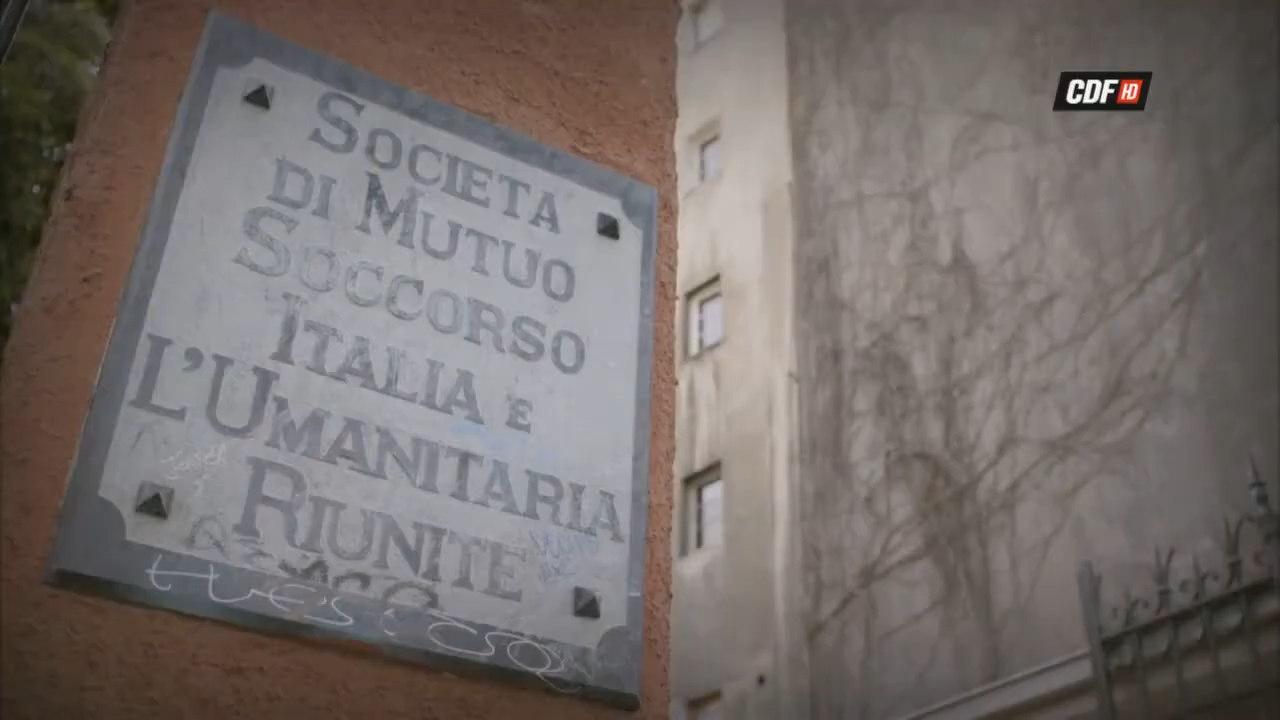 CDF HD
SOCIETA
DI MUTUO
SOCCORSO
ITALIA E
L'UMANITARIA
RIUNITE